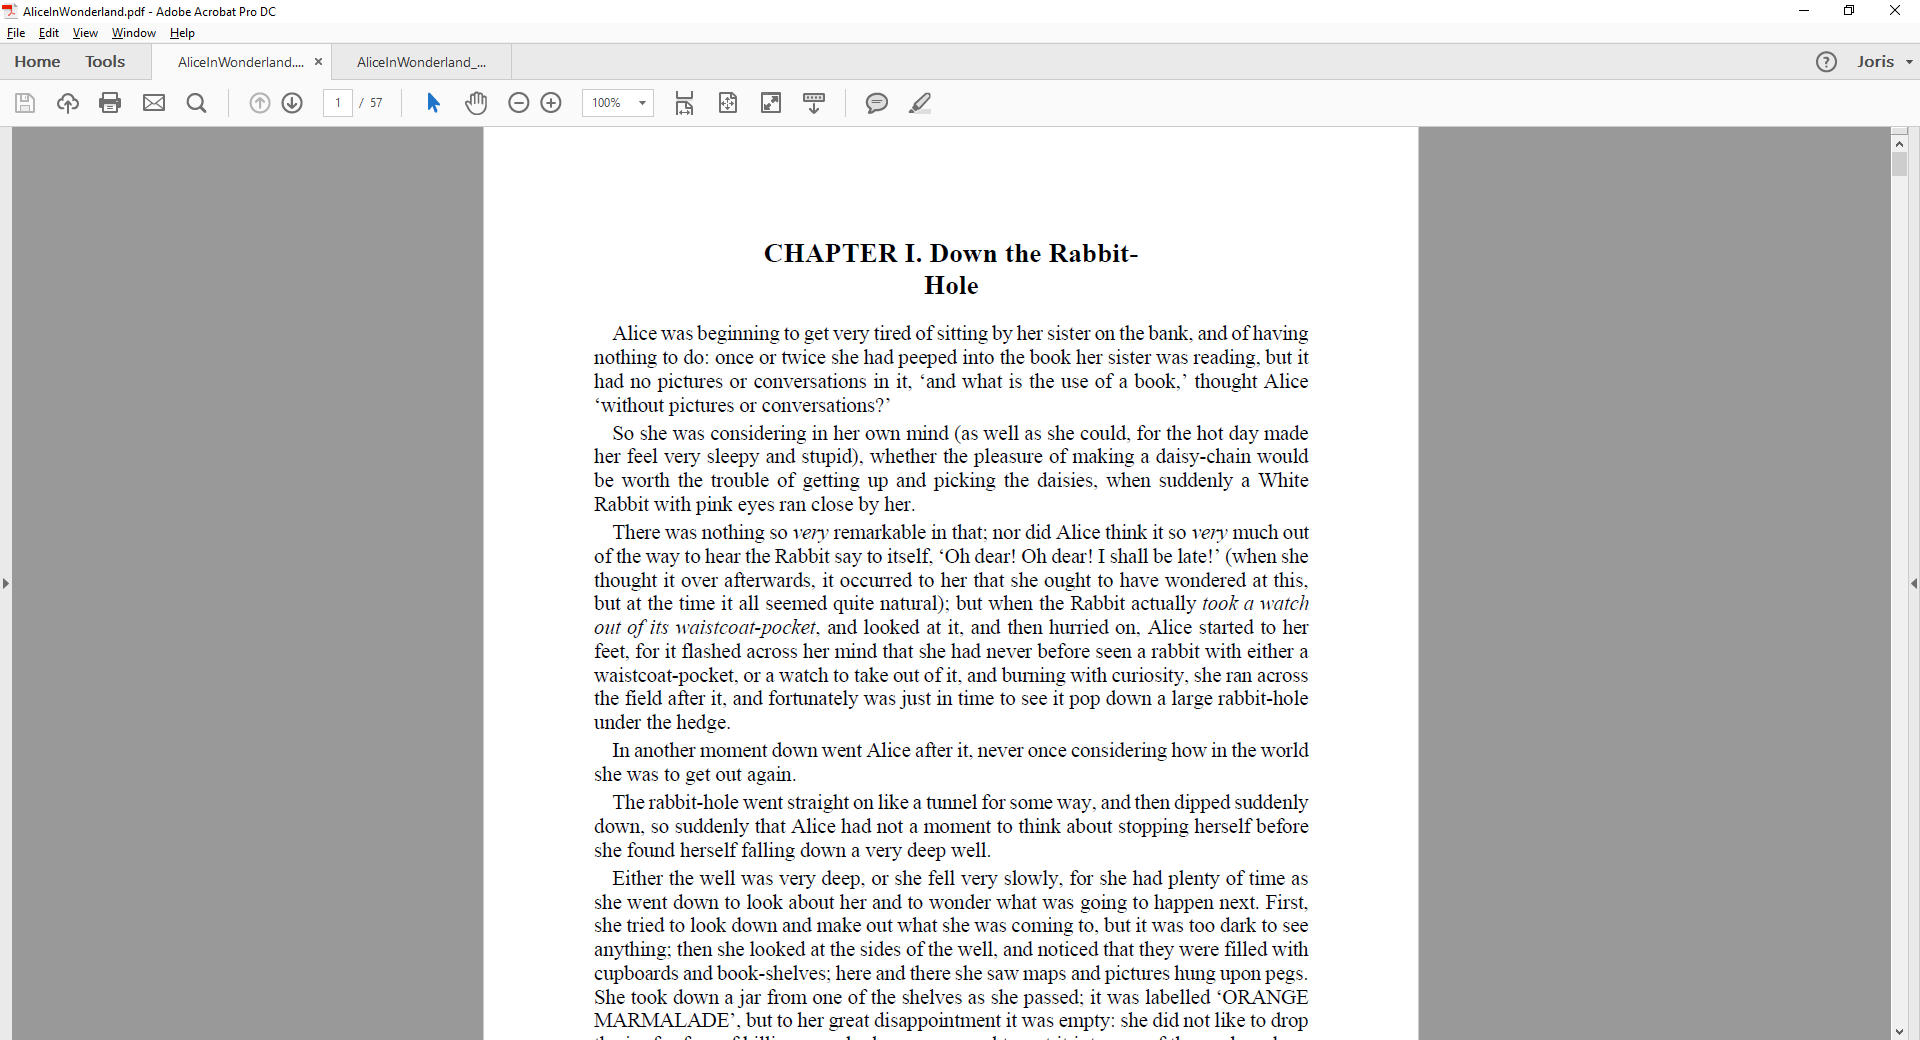 AliceInWonderland.pdf - Adobe Acrobat Pro DC
File Edit View Window Help
Home Tools AliceInWonderland.... × AliceInWonderland_... ? Joris
1 / 57 100%
CHAPTER I. Down the Rabbit-
Hole
Alice was beginning to get very tired of sitting by her sister on the bank, and of having
nothing to do: once or twice she had peeped into the book her sister was reading, but it
had no pictures or conversations in it, ‘and what is the use of a book,’ thought Alice
‘without pictures or conversations?’
So she was considering in her own mind (as well as she could, for the hot day made
her feel very sleepy and stupid), whether the pleasure of making a daisy-chain would
be worth the trouble of getting up and picking the daisies, when suddenly a White
Rabbit with pink eyes ran close by her.
There was nothing so very remarkable in that; nor did Alice think it so very much out
of the way to hear the Rabbit say to itself, ‘Oh dear! Oh dear! I shall be late!’ (when she
thought it over afterwards, it occurred to her that she ought to have wondered at this,
but at the time it all seemed quite natural); but when the Rabbit actually took a watch
out of its waistcoat-pocket, and looked at it, and then hurried on, Alice started to her
feet, for it flashed across her mind that she had never before seen a rabbit with either a
waistcoat-pocket, or a watch to take out of it, and burning with curiosity, she ran across
the field after it, and fortunately was just in time to see it pop down a large rabbit-hole
under the hedge.
In another moment down went Alice after it, never once considering how in the world
she was to get out again.
The rabbit-hole went straight on like a tunnel for some way, and then dipped suddenly
down, so suddenly that Alice had not a moment to think about stopping herself before
she found herself falling down a very deep well.
Either the well was very deep, or she fell very slowly, for she had plenty of time as
she went down to look about her and to wonder what was going to happen next. First,
she tried to look down and make out what she was coming to, but it was too dark to see
anything; then she looked at the sides of the well, and noticed that they were filled with
cupboards and book-shelves; here and there she saw maps and pictures hung upon pegs.
She took down a jar from one of the shelves as she passed; it was labelled ‘ORANGE
MARMALADE’, but to her great disappointment it was empty: she did not like to drop